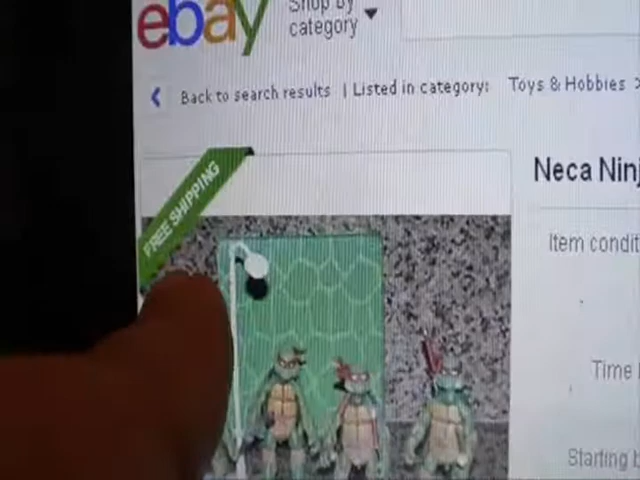 ebay
Shop by
category
Back to search results | Listed in category: Toys & Hobbies >
FREE SHIPPING
Neca Ninj
Item condit
Time
Starting b